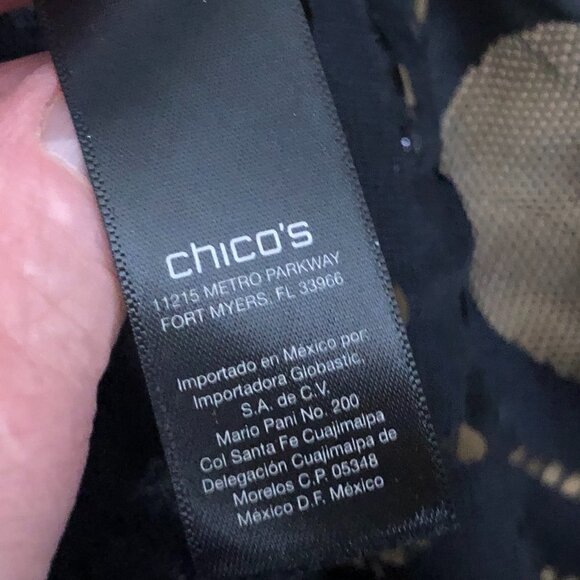 chico's
11215 METRO PARKWAY
FORT MYERS, FL 33966
Importado en México por:
Importadora Globastic,
S.A. de C.V.
Mario Pani No. 200
Col Santa Fe Cuajimalpa
Delegación Cuajimalpa de
Morelos C.P. 05348
México D.F. México